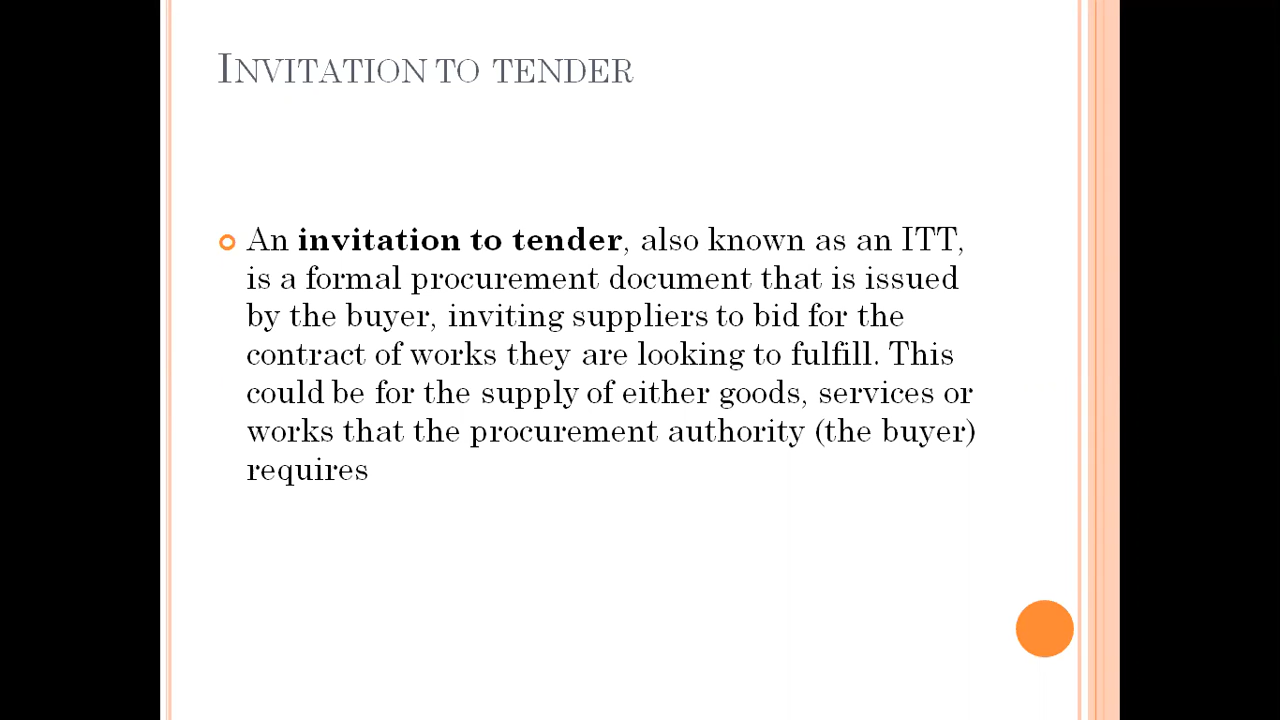 INVITATION TO TENDER
An invitation to tender, also known as an ITT,
is a formal procurement document that is issued
by the buyer, inviting suppliers to bid for the
contract of works they are looking to fulfill. This
could be for the supply of either goods, services or
works that the procurement authority (the buyer)
requires